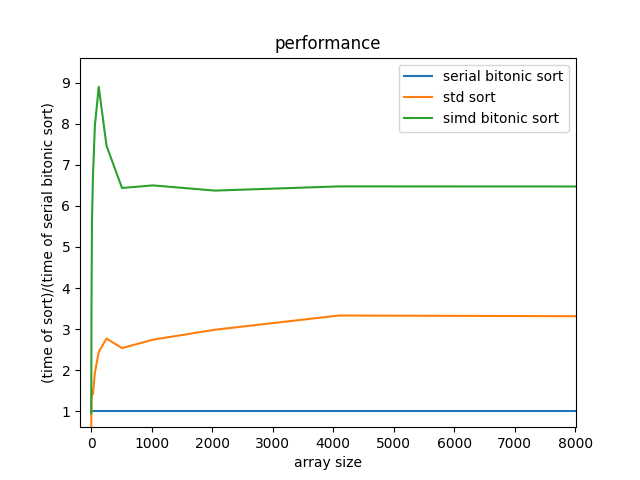 performance
(time of sort)/(time of serial bitonic sort)
9
8
7
6
5
4
3
2
1
serial bitonic sort
std sort
simd bitonic sort
0 1000 2000 3000 4000 5000 6000 7000 8000
array size